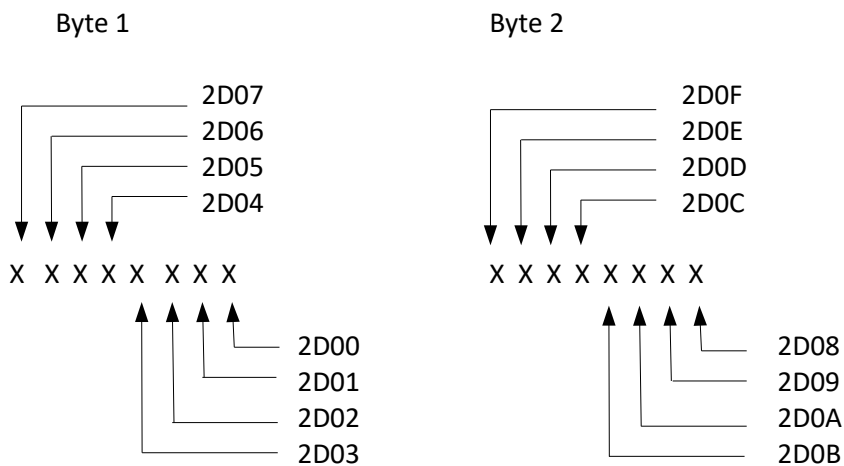 Byte 1
Byte 2
2D07
2D06
2D05
2D04
2D0F
2D0E
2D0D
2D0C
X X X X X X X X
X X X X X X X X
2D00
2D01
2D02
2D03
2D08
2D09
2D0A
2D0B